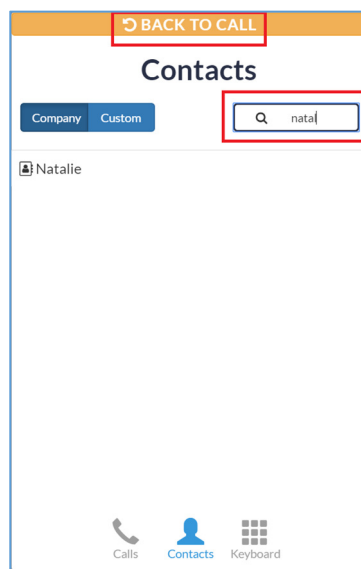 BACK TO CALL
Contacts
Company Custom natal
Natalie
Calls Contacts Keyboard